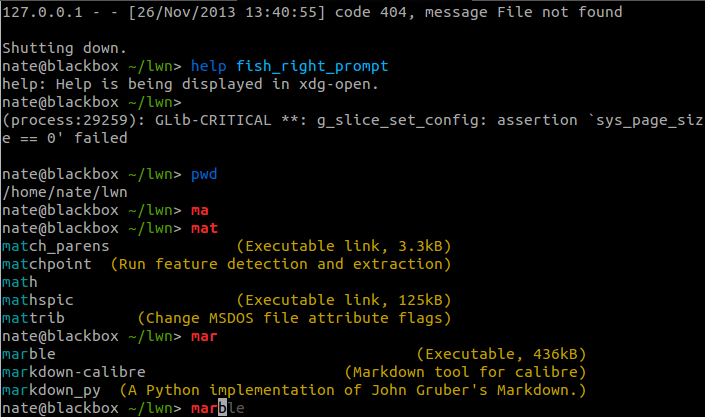 127.0.0.1 - - [26/Nov/2013 13:40:55] code 404, message File not found
Shutting down.
nate@blackbox ~/lwn> help fish_right_prompt
help: Help is being displayed in xdg-open.
nate@blackbox ~/lwn>
(process:29259): GLib-CRITICAL **: g_slice_set_config: assertion `sys_page_siz
e == 0' failed
nate@blackbox ~/lwn> pwd
/home/nate/lwn
nate@blackbox ~/lwn> ma
nate@blackbox ~/lwn> mat
match_parens (Executable link, 3.3kB)
matchpoint (Run feature detection and extraction)
math
mathspic (Executable link, 125kB)
mattrib (Change MSDOS file attribute flags)
nate@blackbox ~/lwn> mar
marble (Executable, 436kB)
markdown-calibre (Markdown tool for calibre)
markdown_py (A Python implementation of John Gruber's Markdown.)
nate@blackbox ~/lwn> marble